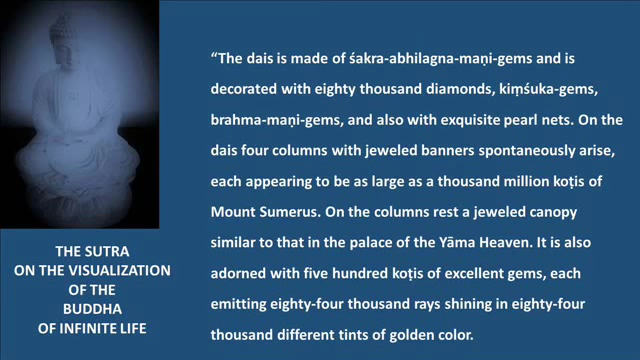 “The dais is made of śakra-abhilagna-maṇi-gems and is
decorated with eighty thousand diamonds, kiṃśuka-gems,
brahma-maṇi-gems, and also with exquisite pearl nets. On the
dais four columns with jeweled banners spontaneously arise,
each appearing to be as large as a thousand million koṭis of
Mount Sumerus. On the columns rest a jeweled canopy
similar to that in the palace of the Yāma Heaven. It is also
adorned with five hundred koṭis of excellent gems, each
emitting eighty-four thousand rays shining in eighty-four
thousand different tints of golden color.
THE SUTRA
ON THE VISUALIZATION
OF THE
BUDDHA
OF INFINITE LIFE